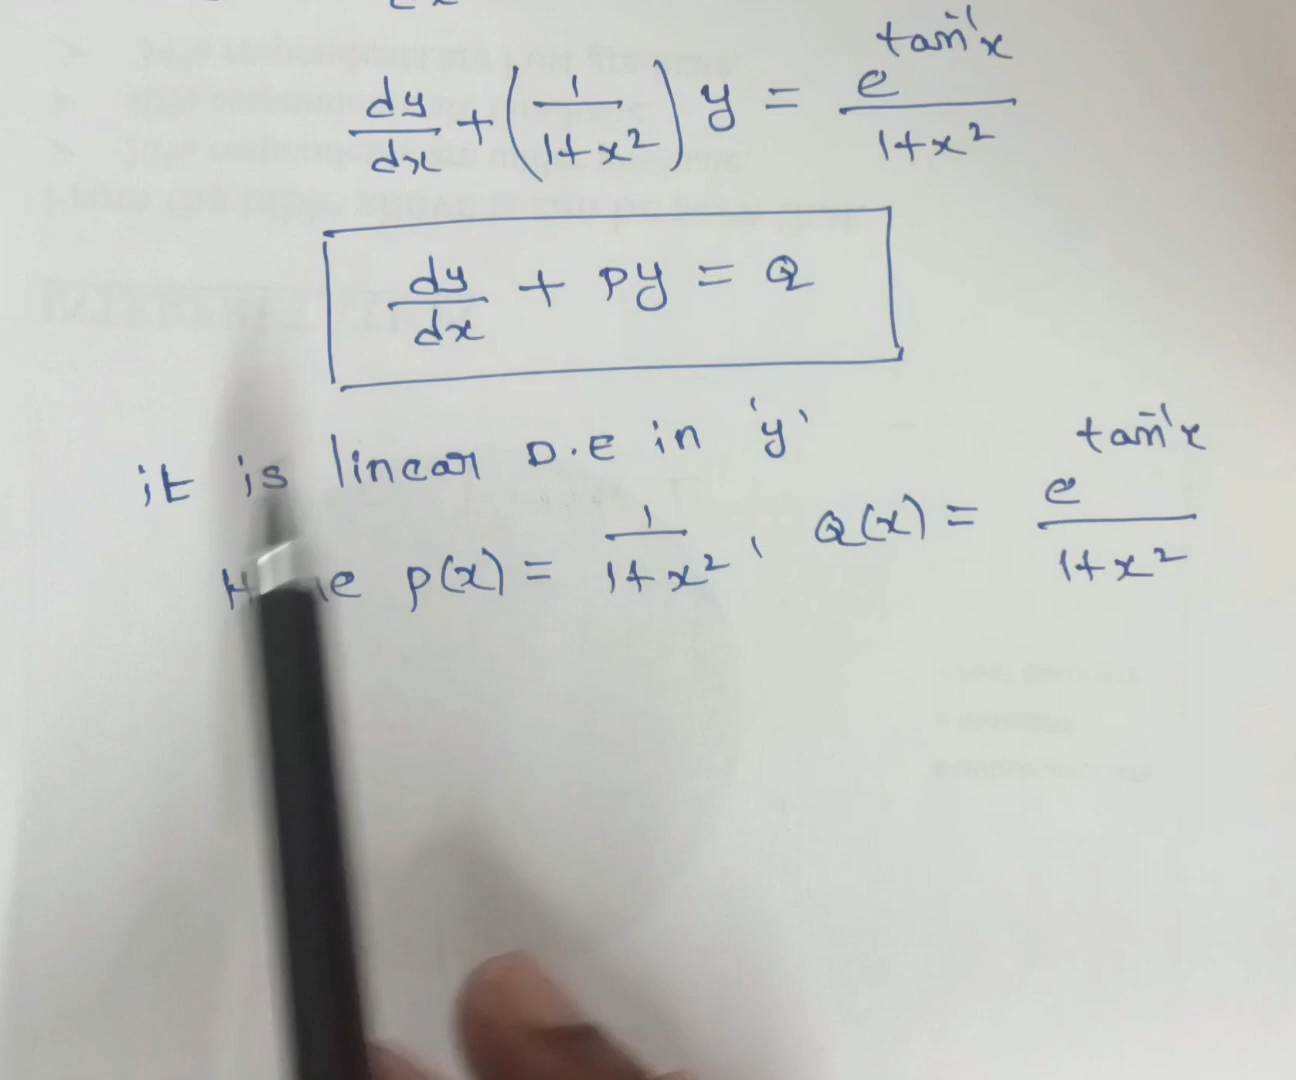 dy/dx + (1/1+x²) y = e^tan⁻¹x/1+x²
dy/dx + Py = Q
it is linear D.E in 'y'
p(x) = 1/1+x², Q(x) = e^tan⁻¹x/1+x²